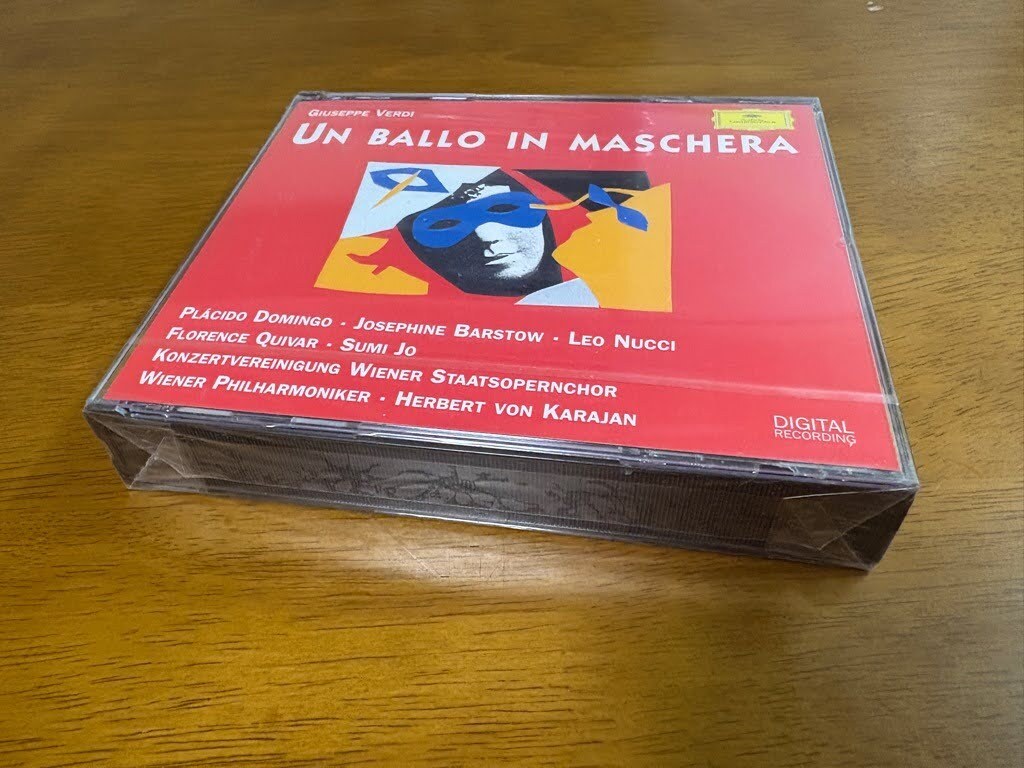 Giuseppe Verdi
Un ballo in maschera
Plácido Domingo · Josephine Barstow · Leo Nucci
Florence Quivar · Sumi Jo
Konzertvereinigung Wiener Staatsopernchor
Wiener Philharmoniker · Herbert von Karajan
DIGITAL
RECORDING